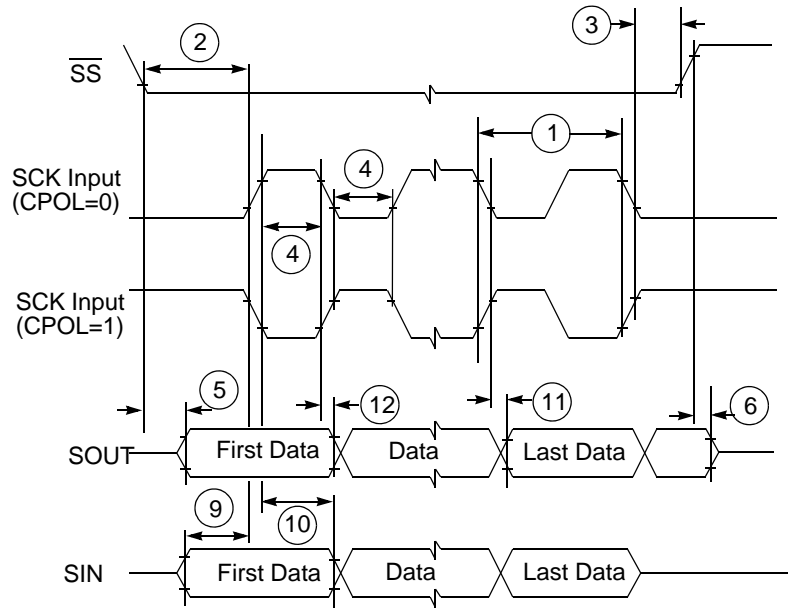 2
3
SS
1
SCK Input
(CPOL=0)
4
4
SCK Input
(CPOL=1)
5
12
11
6
SOUT
First Data
Data
Last Data
9
10
SIN
First Data
Data
Last Data